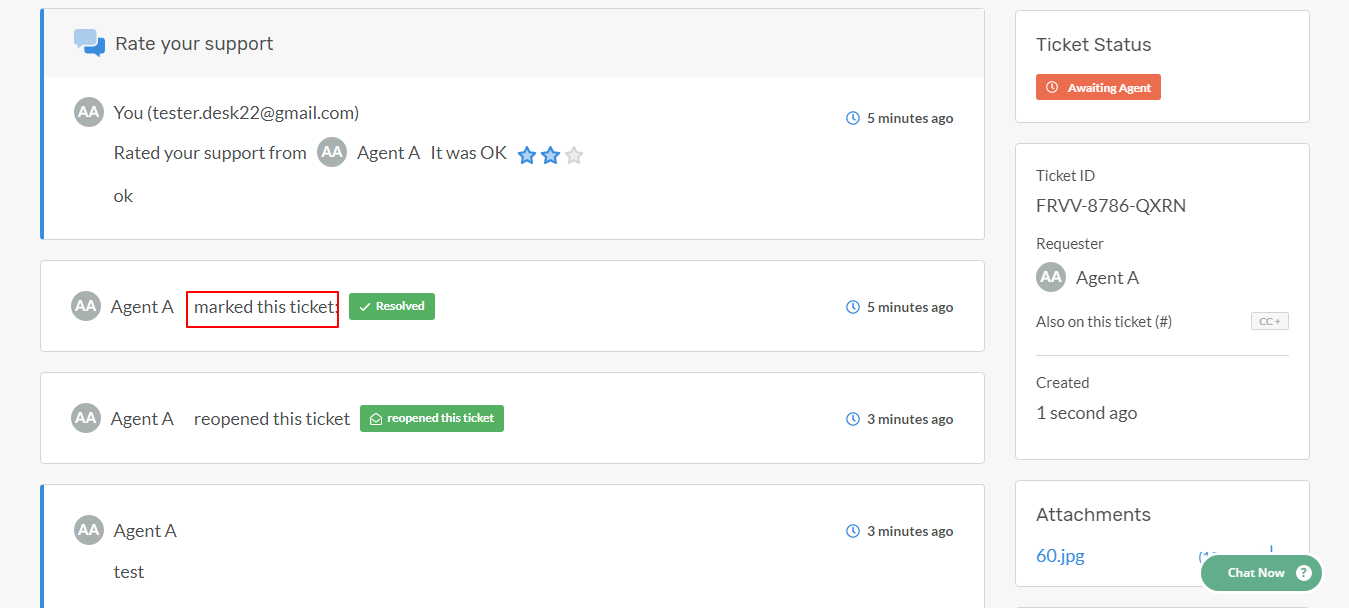 Rate your support
AA You (tester.desk22@gmail.com) 5 minutes ago
Rated your support from AA Agent A It was OK
ok
AA Agent A marked this ticket: Resolved 5 minutes ago
AA Agent A reopened this ticket reopened this ticket 3 minutes ago
AA Agent A 3 minutes ago
test
Ticket Status
Awaiting Agent
Ticket ID
FRVV-8786-QXRN
Requester
AA Agent A
Also on this ticket (#) CC +
Created
1 second ago
Attachments
60.jpg
Chat Now ?